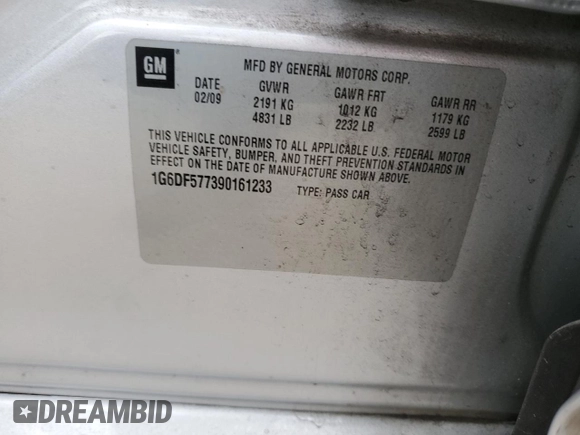 GM
MFD BY GENERAL MOTORS CORP.
DATE GVWR GAWR FRT GAWR RR
02/09 2191 KG 1012 KG 1179 KG
4831 LB 2232 LB 2599 LB
THIS VEHICLE CONFORMS TO ALL APPLICABLE U.S. FEDERAL MOTOR
VEHICLE SAFETY, BUMPER, AND THEFT PREVENTION STANDARDS IN
EFFECT ON THE DATE OF MANUFACTURE SHOWN ABOVE.
1G6DF577390161233 TYPE: PASS CAR
DREAMBID